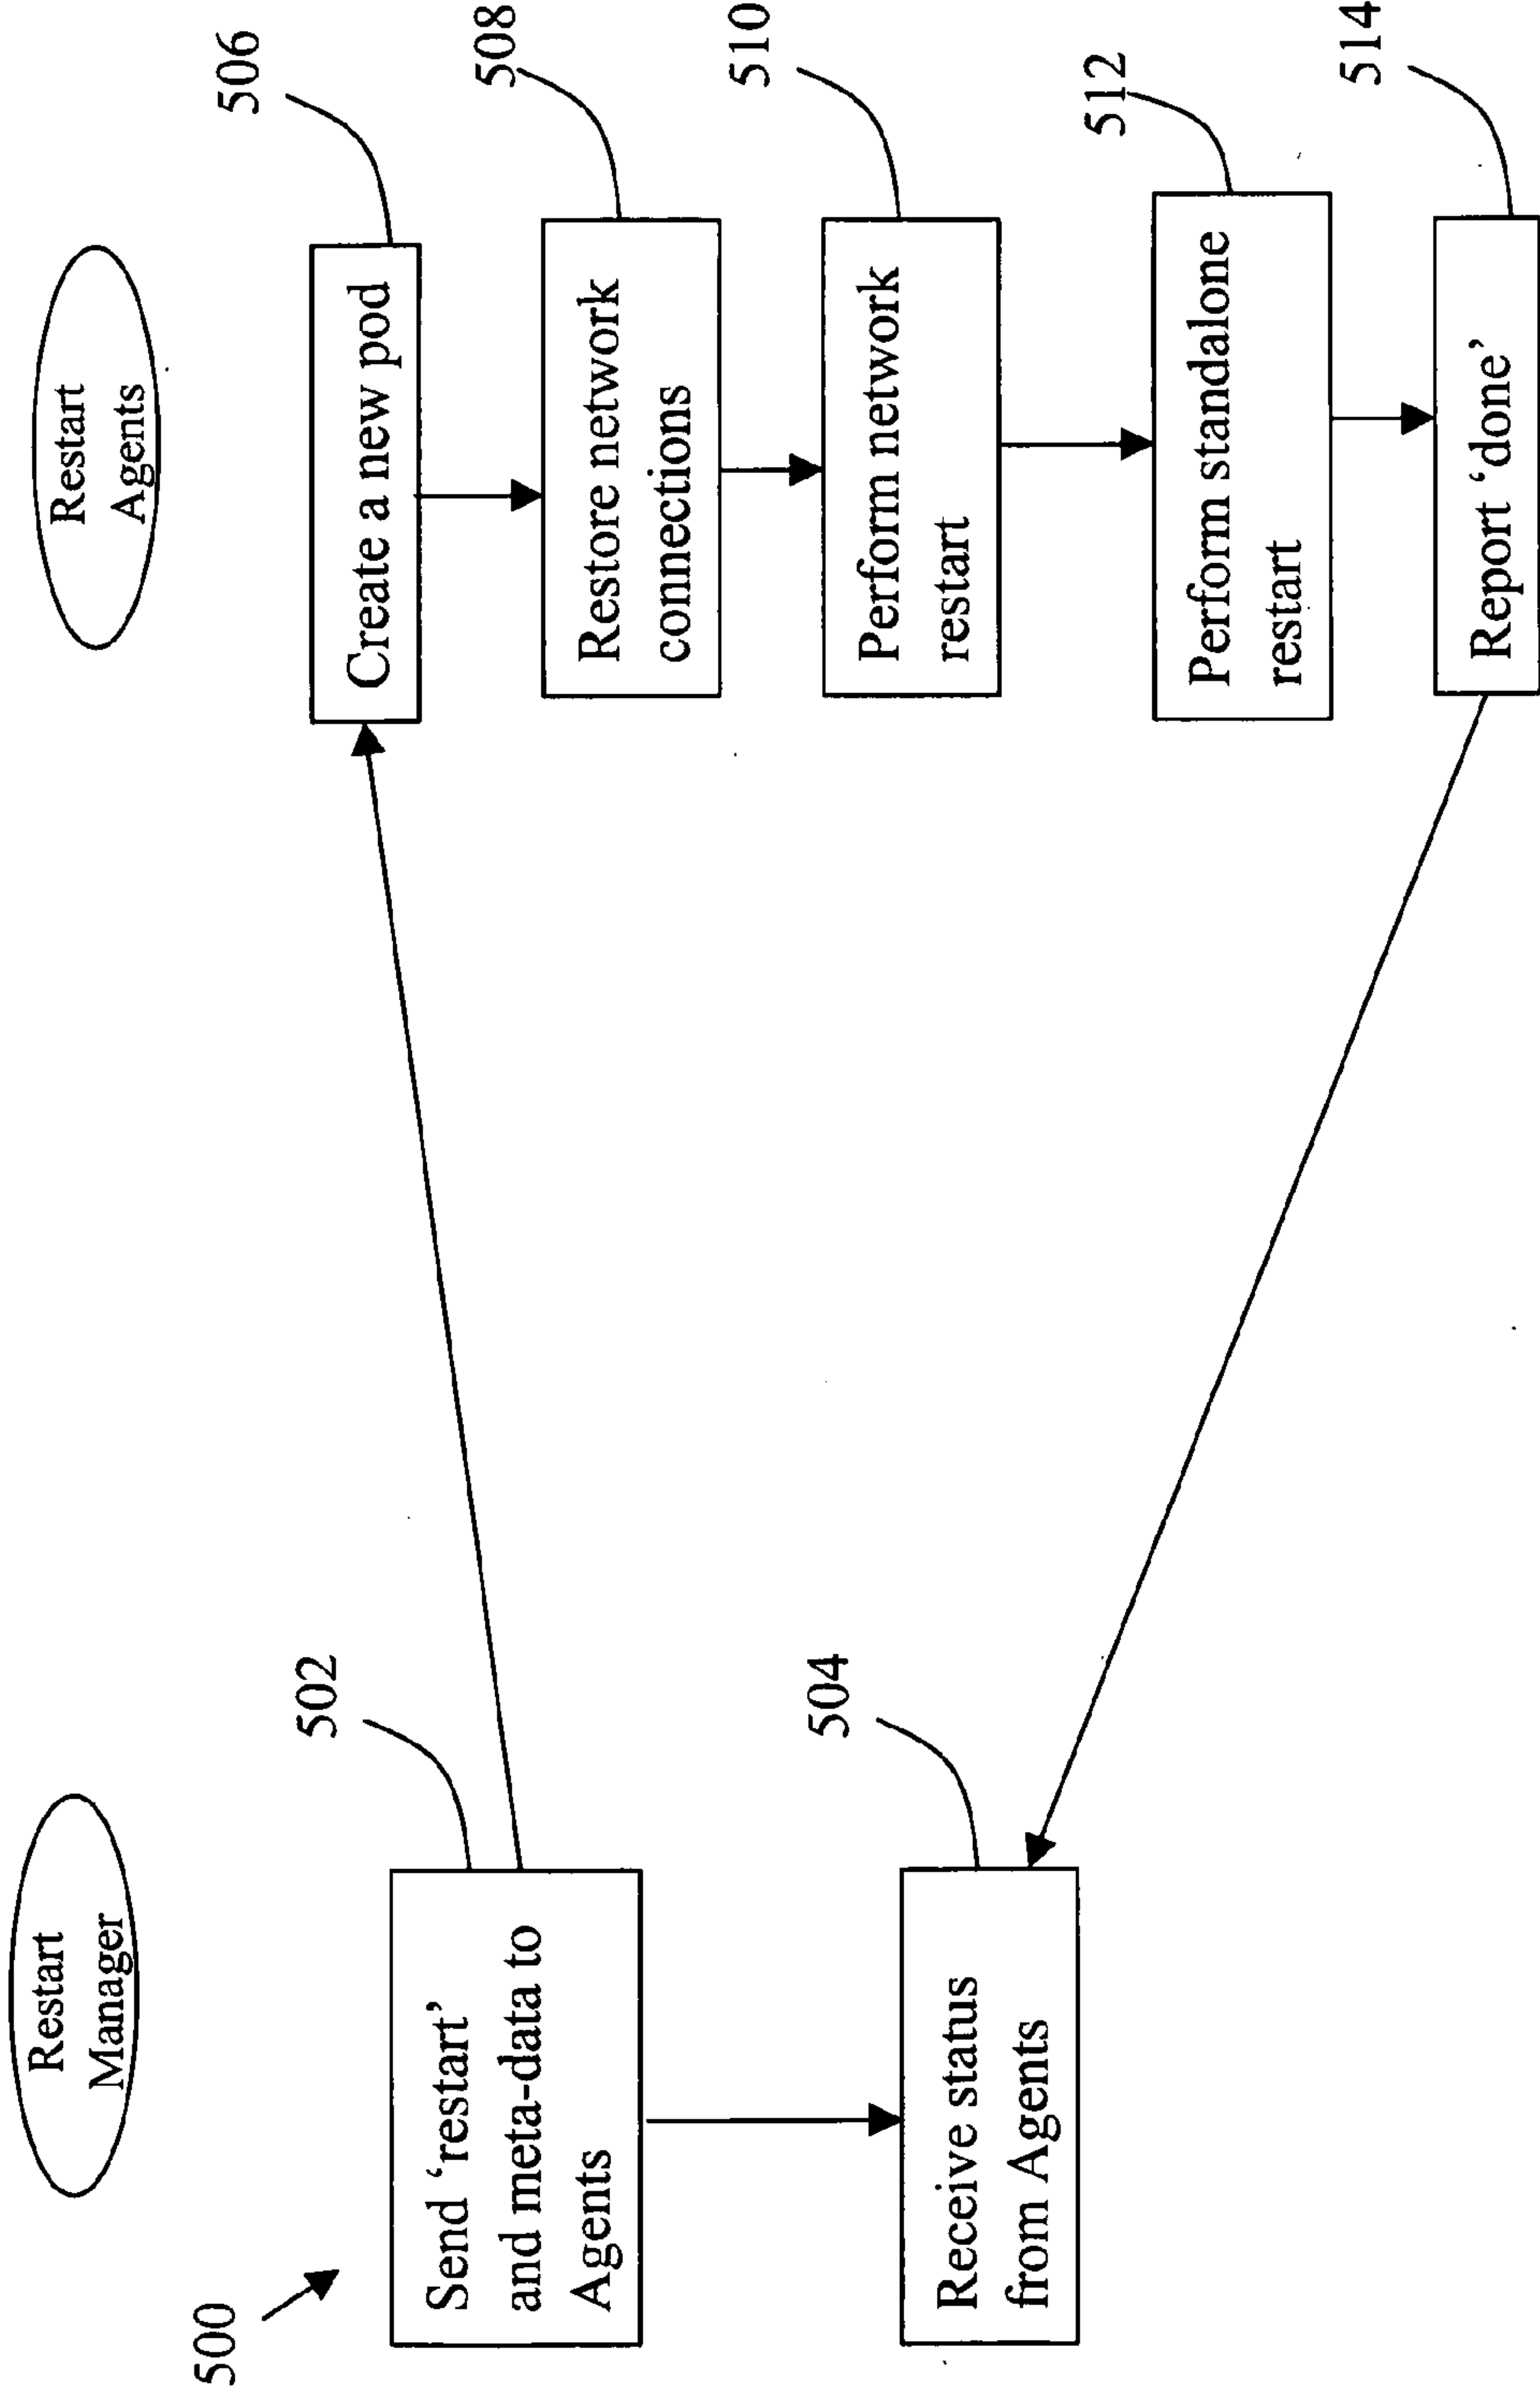 500
Restart
Manager
502
Send ‘restart’
and meta-data to
Agents
504
Receive status
from Agents
Restart
Agents
506
Create a new pod
508
Restore network
connections
510
Perform network
restart
512
Perform standalone
restart
514
Report ‘done’